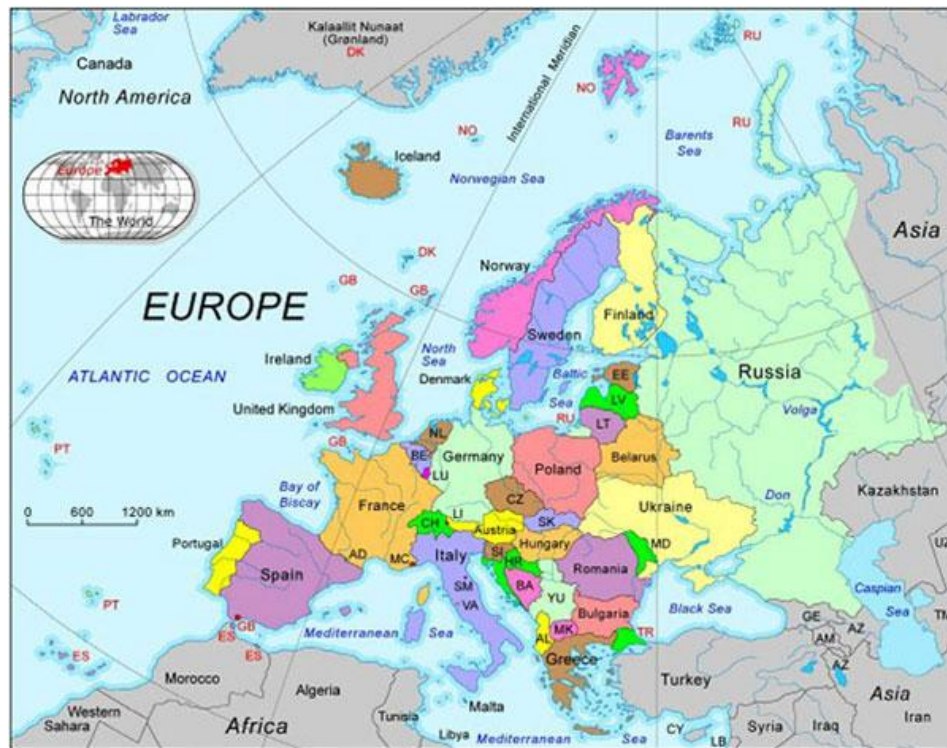 Labrador
Sea
Kalaallit Nunaat
(Grønland)
DK
Canada
North America
International Meridian
NO
RU
RU
Barents
Sea
NO
Iceland
Norwegian Sea
Europe
The World
Asia
DK
GB
GB
Norway
EUROPE
Sweden
Finland
Russia
North
Sea
Ireland
Denmark
Baltic
Sea
EE
LV
ATLANTIC OCEAN
United Kingdom
RU
LT
Volga
GB
NL
BE
LU
Germany
Poland
Belarus
PT
Bay of
Biscay
France
CZ
Ukraine
Don
Kazakhstan
0
600
1200 km
CH
LI
Austria
SK
Hungary
MD
Portugal
AD
MC
Italy
SI
HR
Romania
UZ
Spain
SM
BA
YU
Caspian
Sea
PT
VA
Bulgaria
Black Sea
GE
TM
ES
GB
ES
Mediterranean
Sea
AL
MK
TR
AM
AZ
AZ
ES
Greece
Morocco
Algeria
Turkey
Asia
Western
Sahara
Africa
Tunisia
Malta
Libya
Mediterranean
Sea
CY
LB
Syria
Iraq
Iran